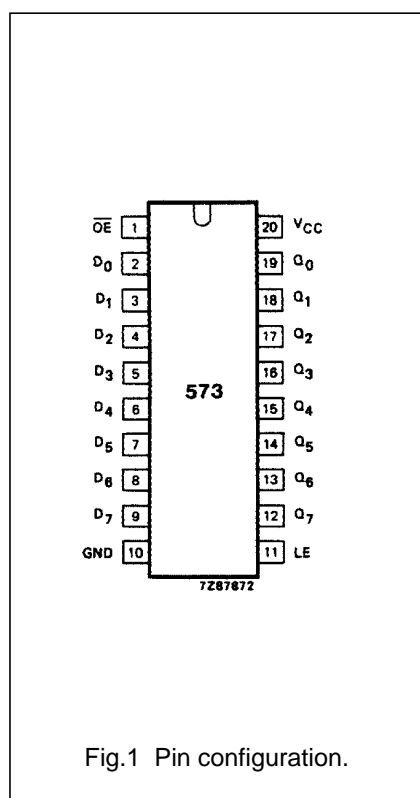 OE 1 20 VCC
D0 2 19 Q0
D1 3 18 Q1
D2 4 17 Q2
D3 5 16 Q3
573
D4 6 15 Q4
D5 7 14 Q5
D6 8 13 Q6
D7 9 12 Q7
GND 10 11 LE
7Z87872
Fig.1 Pin configuration.